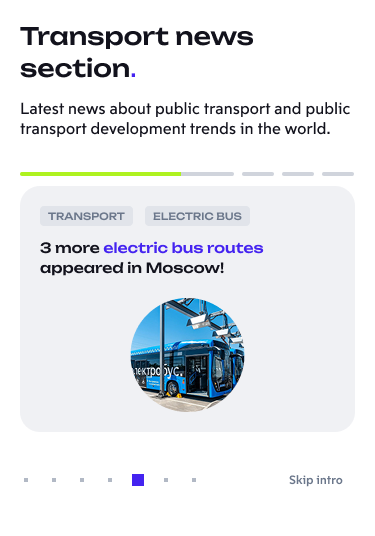 Transport news
section.
Latest news about public transport and public
transport development trends in the world.
TRANSPORT ELECTRIC BUS
3 more electric bus routes
appeared in Moscow!
электробус.
Skip intro